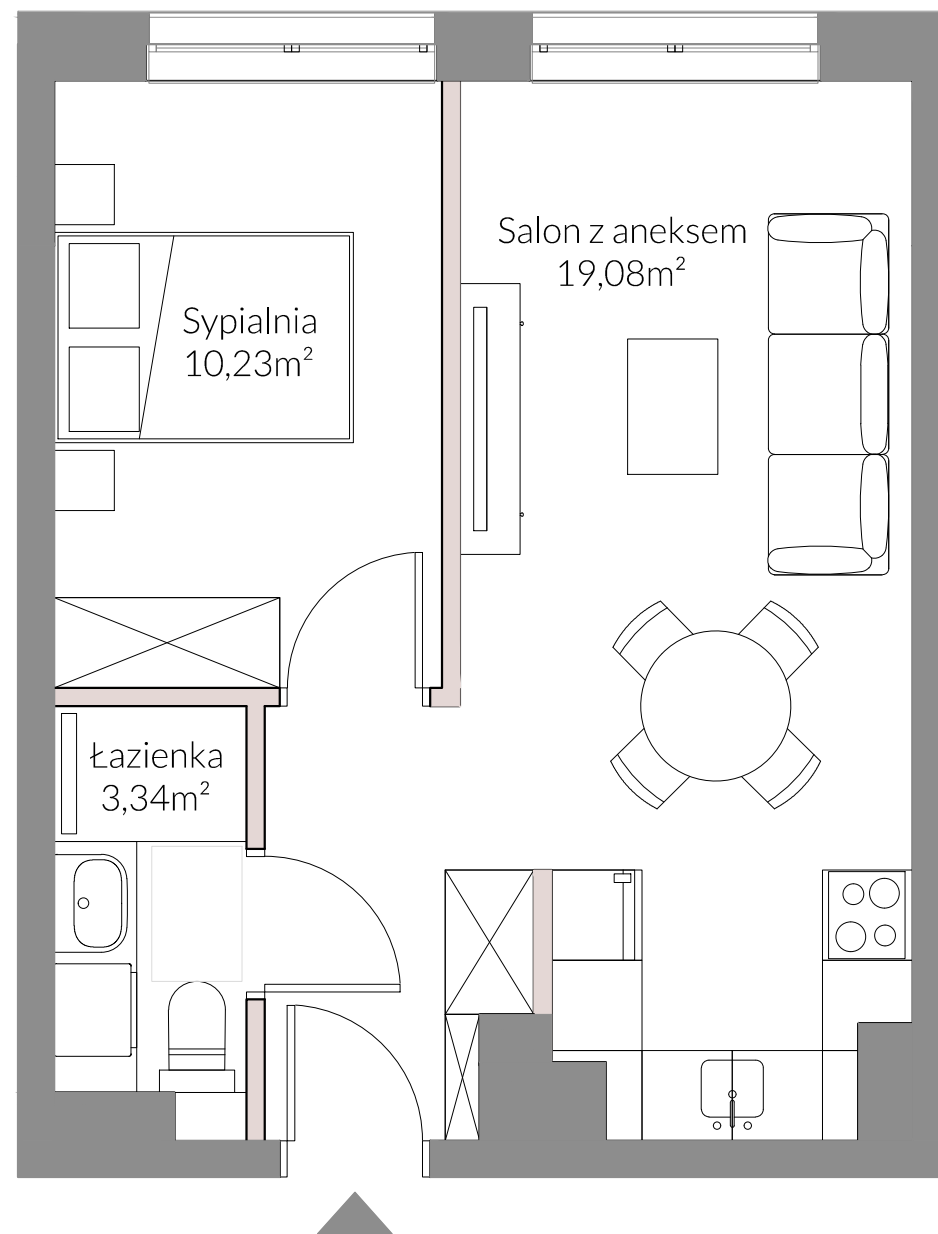 Salon z aneksem
19,08m²
Sypialnia
10,23m²
Łazienka
3,34m²